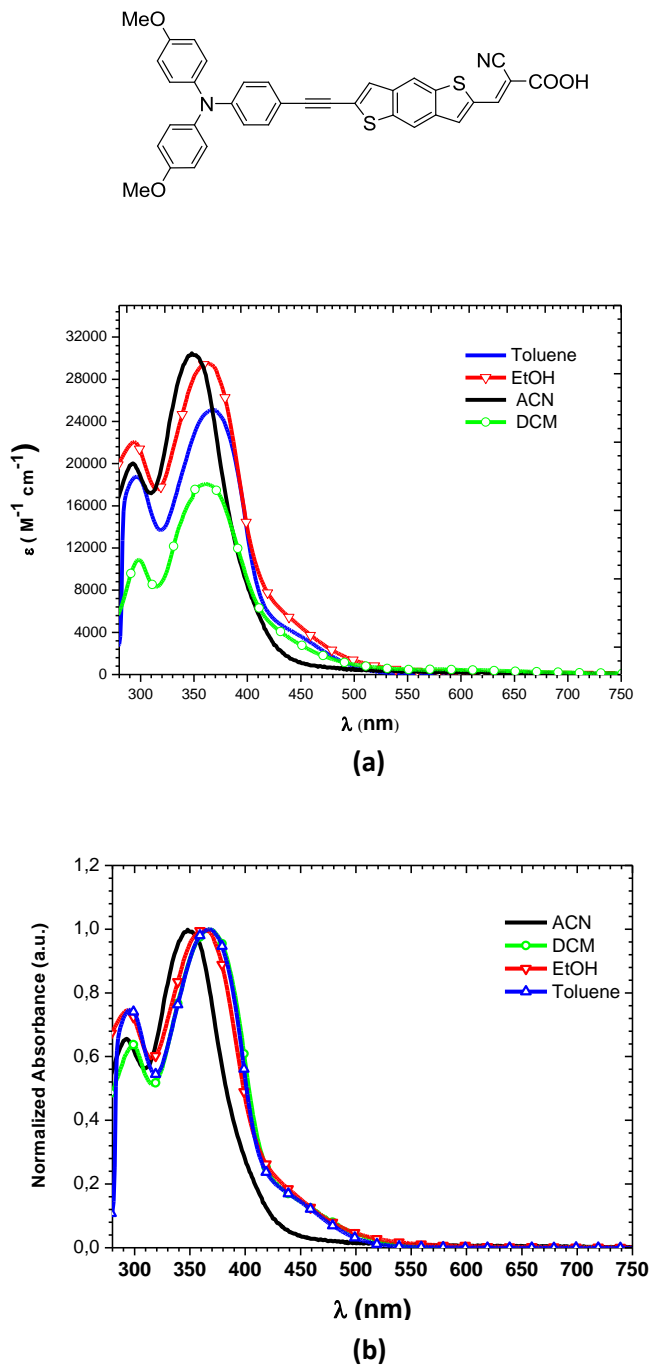 MeO
NC
S
COOH
N
S
MeO
32000
28000
24000
20000
16000
12000
8000
4000
0
ε ( M⁻¹ cm⁻¹)
Toluene
EtOH
ACN
DCM
300 350 400 450 500 550 600 650 700 750
λ (nm)
(a)
1,2
1,0
0,8
0,6
0,4
0,2
0,0
Normalized Absorbance (a.u.)
ACN
DCM
EtOH
Toluene
300 350 400 450 500 550 600 650 700 750
λ (nm)
(b)